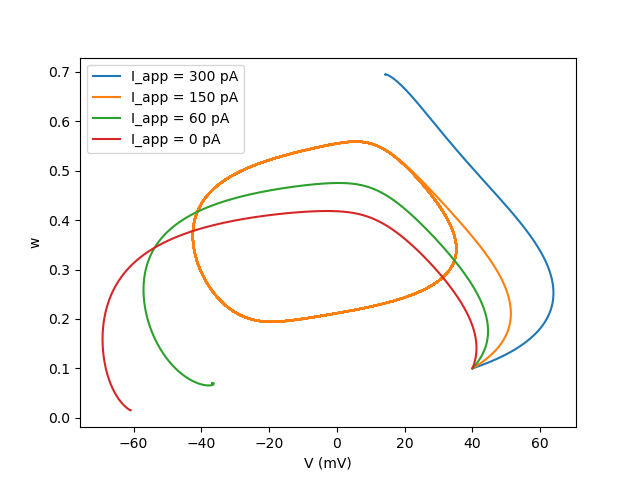 0.7
0.6
0.5
0.4
0.3
0.2
0.1
0.0
w
I_app = 300 pA
I_app = 150 pA
I_app = 60 pA
I_app = 0 pA
−60
−40
−20
0
20
40
60
V (mV)